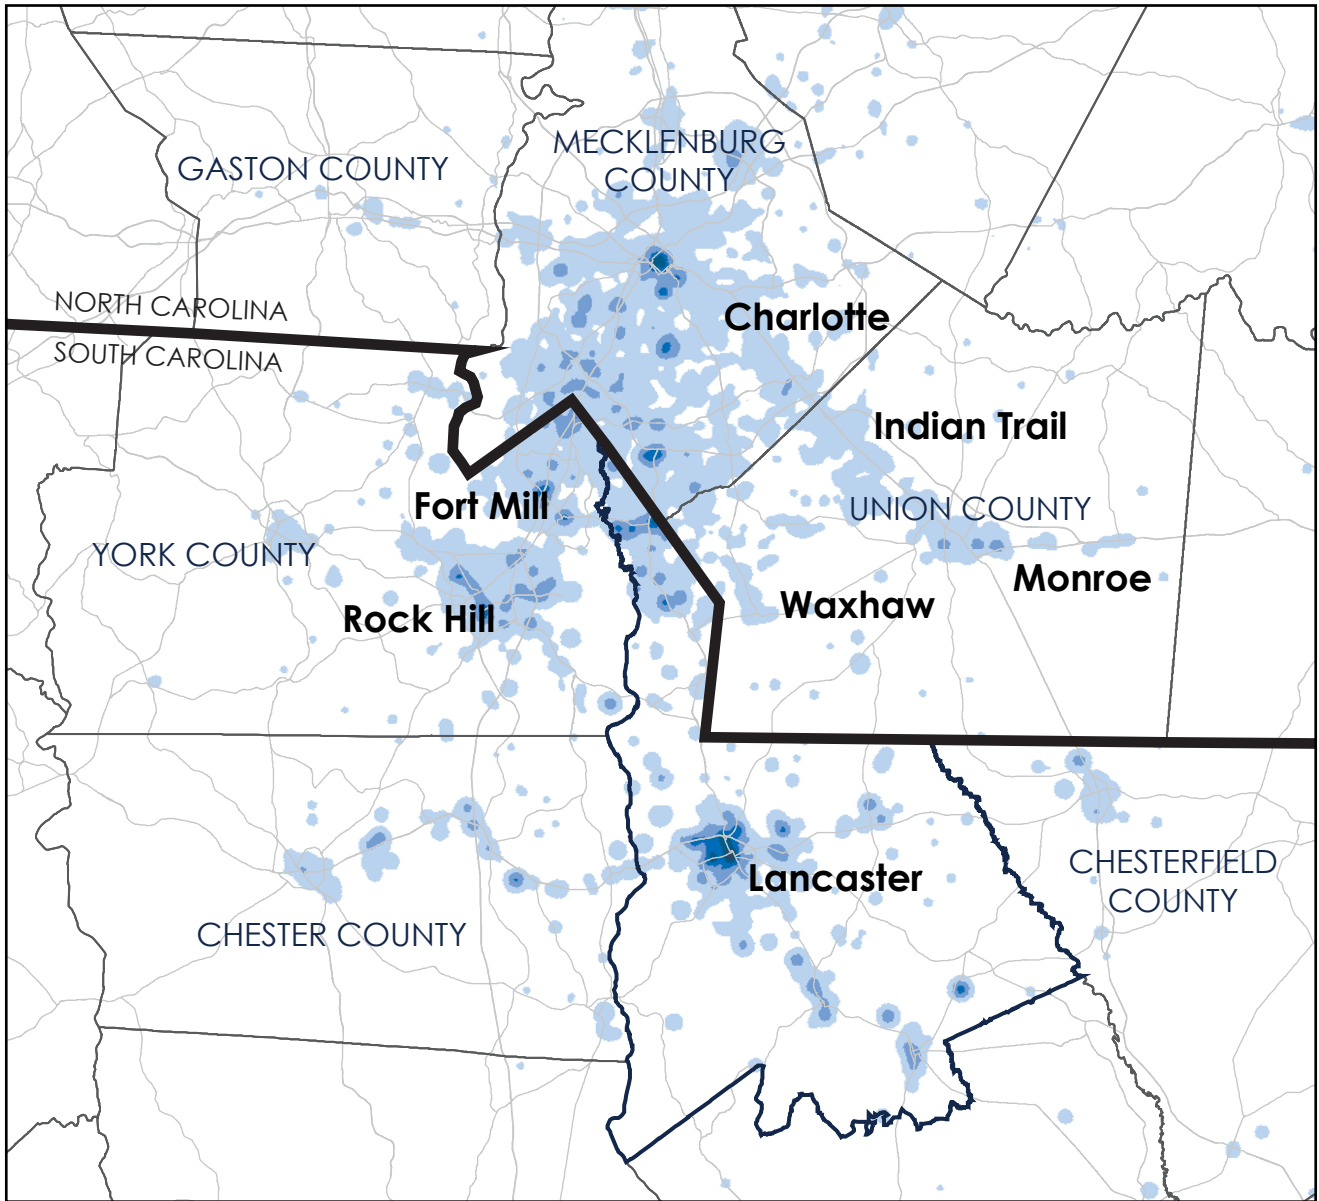 MECKLENBURG
COUNTY
GASTON COUNTY
NORTH CAROLINA
Charlotte
SOUTH CAROLINA
Indian Trail
Fort Mill
UNION COUNTY
YORK COUNTY
Monroe
Rock Hill
Waxhaw
CHESTERFIELD
COUNTY
Lancaster
CHESTER COUNTY